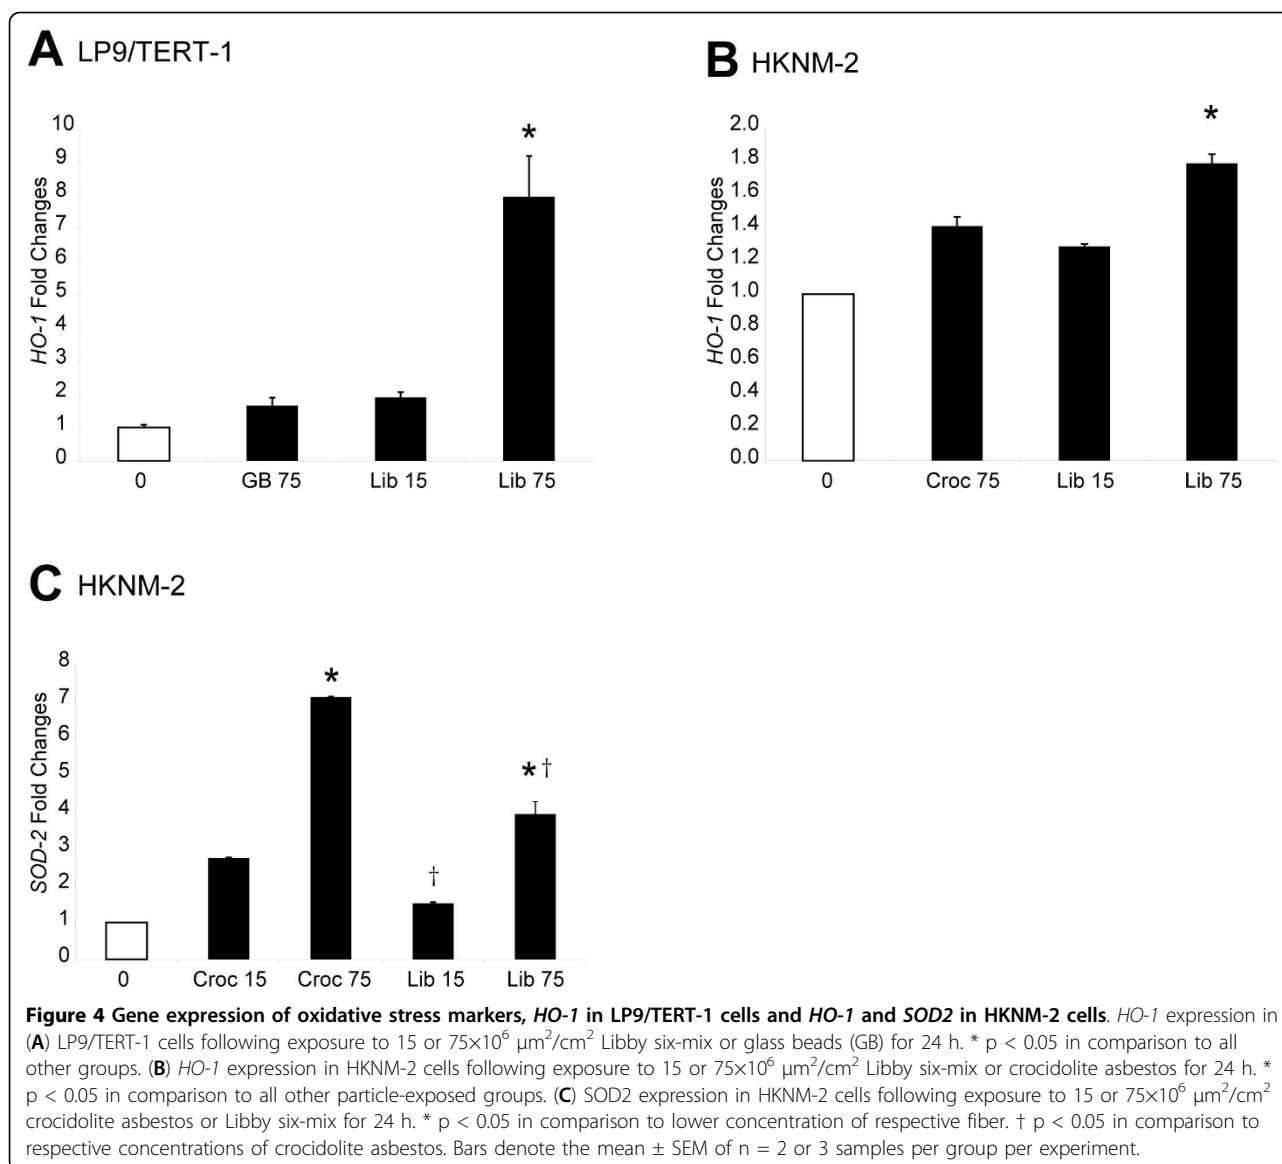 A LP9/TERT-1
10
9
8
7
6
5
4
3
2
1
0
HO-1 Fold Changes
*
0 GB 75 Lib 15 Lib 75
B HKNM-2
2.0
1.8
1.6
1.4
1.2
1.0
0.8
0.6
0.4
0.2
0.0
HO-1 Fold Changes
*
0 Croc 75 Lib 15 Lib 75
C HKNM-2
8
7
6
5
4
3
2
1
0
SOD-2 Fold Changes
*
†
*†
0 Croc 15 Croc 75 Lib 15 Lib 75
Figure 4 Gene expression of oxidative stress markers, HO-1 in LP9/TERT-1 cells and HO-1 and SOD2 in HKNM-2 cells. HO-1 expression in
(A) LP9/TERT-1 cells following exposure to 15 or 75×10⁶ μm²/cm² Libby six-mix or glass beads (GB) for 24 h. * p < 0.05 in comparison to all
other groups. (B) HO-1 expression in HKNM-2 cells following exposure to 15 or 75×10⁶ μm²/cm² Libby six-mix or crocidolite asbestos for 24 h. *
p < 0.05 in comparison to all other particle-exposed groups. (C) SOD2 expression in HKNM-2 cells following exposure to 15 or 75×10⁶ μm²/cm²
crocidolite asbestos or Libby six-mix for 24 h. * p < 0.05 in comparison to lower concentration of respective fiber. † p < 0.05 in comparison to
respective concentrations of crocidolite asbestos. Bars denote the mean ± SEM of n = 2 or 3 samples per group per experiment.